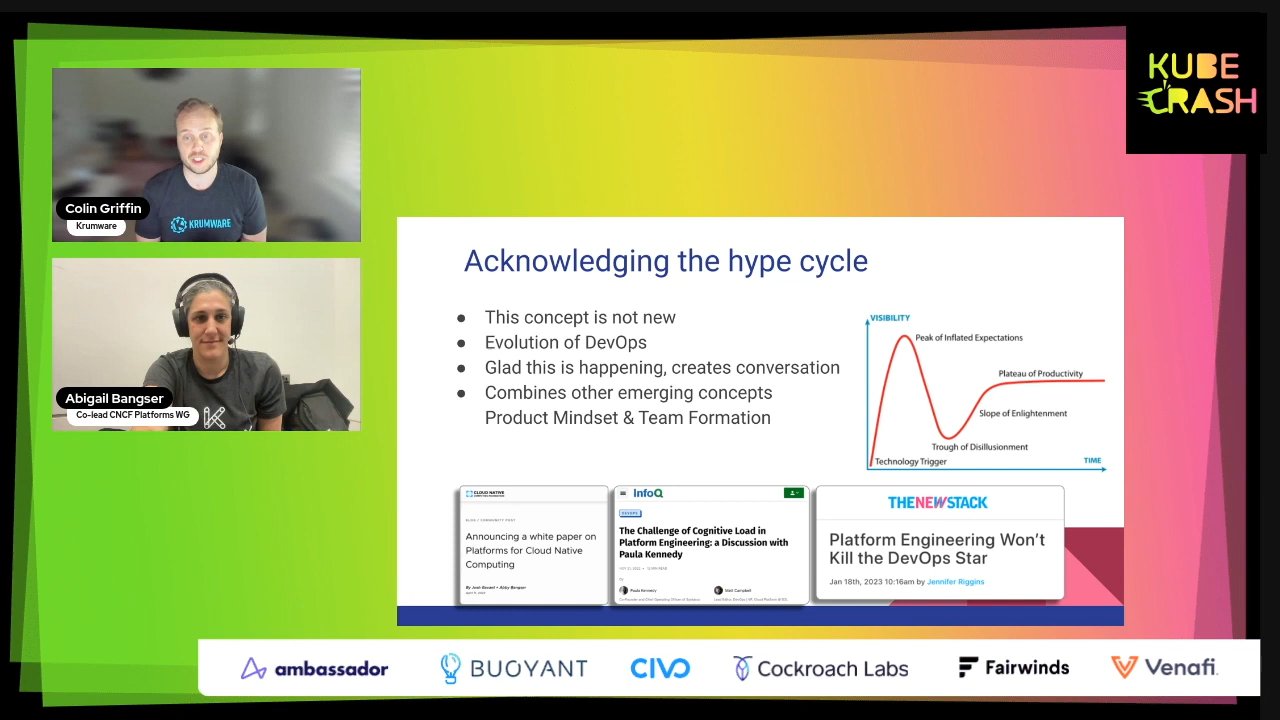 KUBE
CRASH
Colin Griffin
Krumware
KRUMWARE
Abigail Bangser
Co-lead CNCF Platforms WG
Acknowledging the hype cycle
● This concept is not new
● Evolution of DevOps
● Glad this is happening, creates conversation
● Combines other emerging concepts
Product Mindset & Team Formation
VISIBILITY
Peak of Inflated Expectations
Plateau of Productivity
Slope of Enlightenment
Trough of Disillusionment
Technology Trigger
TIME
CLOUD NATIVE
Announcing a white paper on
Platforms for Cloud Native
Computing
InfoQ
DEVOPS
The Challenge of Cognitive Load in
Platform Engineering: a Discussion with
Paula Kennedy
by
Paula Kennedy
Matt Campbell
THENEWSTACK
Platform Engineering Won't
Kill the DevOps Star
Jan 18th, 2023 10:16am by Jennifer Riggins
ambassador
BUOYANT
CIVO
Cockroach Labs
Fairwinds
Venafi